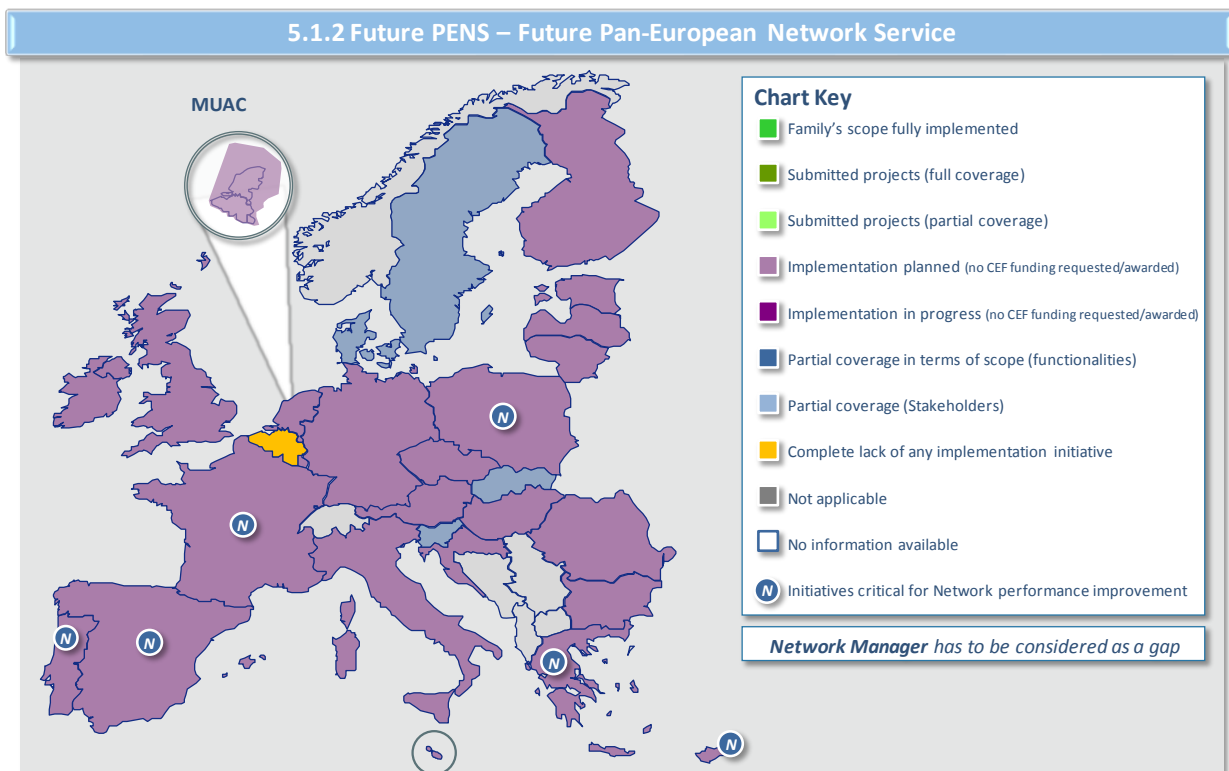 5.1.2 Future PENS – Future Pan-European Network Service
MUAC
Chart Key
Family's scope fully implemented
Submitted projects (full coverage)
Submitted projects (partial coverage)
Implementation planned (no CEF funding requested/awarded)
Implementation in progress (no CEF funding requested/awarded)
Partial coverage in terms of scope (functionalities)
Partial coverage (Stakeholders)
Complete lack of any implementation initiative
Not applicable
No information available
N Initiatives critical for Network performance improvement
Network Manager has to be considered as a gap
N
N
N
N
N
N